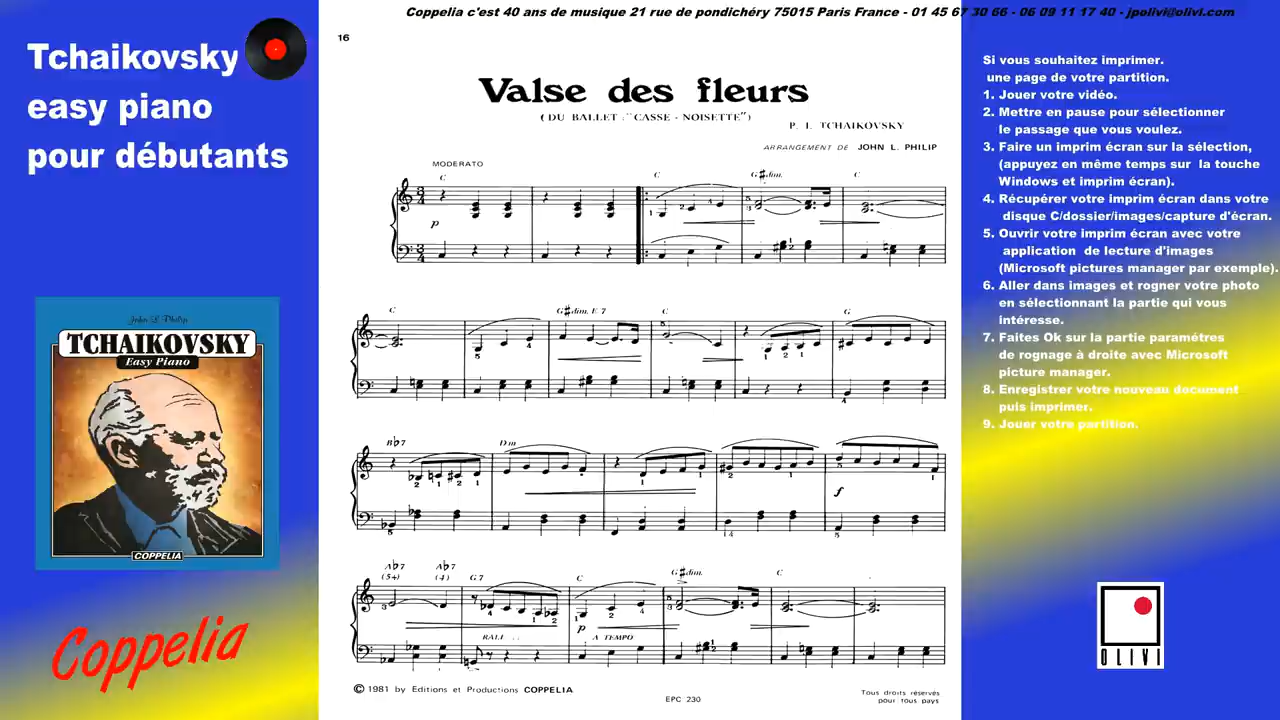 Coppelia c'est 40 ans de musique 21 rue de pondichéry 75015 Paris France - 01 45 67 30 66 - 06 09 11 17 40 - jpolivi@olivi.com
Tchaikovsky
easy piano
pour débutants
John L. Philip
TCHAIKOVSKY
Easy Piano
COPPELIA
Coppelia
16
Valse des fleurs
( DU BALLET : "CASSE - NOISETTE")
P. I. TCHAIKOVSKY
ARRANGEMENT DE JOHN L. PHILIP
MODERATO
C C G#dim. C
p
C G#dim. E 7 C G
Bb7 Dm
f
Ab7 Ab7 G#dim. C
(5+) (4) G 7 C
RALL
p A TEMPO
© 1981 by Editions et Productions COPPELIA
EPC 230
Tous droits réservés
pour tous pays
Si vous souhaitez imprimer.
une page de votre partition.
1. Jouer votre vidéo.
2. Mettre en pause pour sélectionner
le passage que vous voulez.
3. Faire un imprim écran sur la sélection,
(appuyez en même temps sur la touche
Windows et imprim écran).
4. Récupérer votre imprim écran dans votre
disque C/dossier/images/capture d'écran.
5. Ouvrir votre imprim écran avec votre
application de lecture d'images
(Microsoft pictures manager par exemple).
6. Aller dans images et rogner votre photo
en sélectionnant la partie qui vous
intéresse.
7. Faites Ok sur la partie paramétres
de rognage à droite avec Microsoft
picture manager.
8. Enregistrer votre nouveau document
puis imprimer.
9. Jouer votre partition.
OLIVI